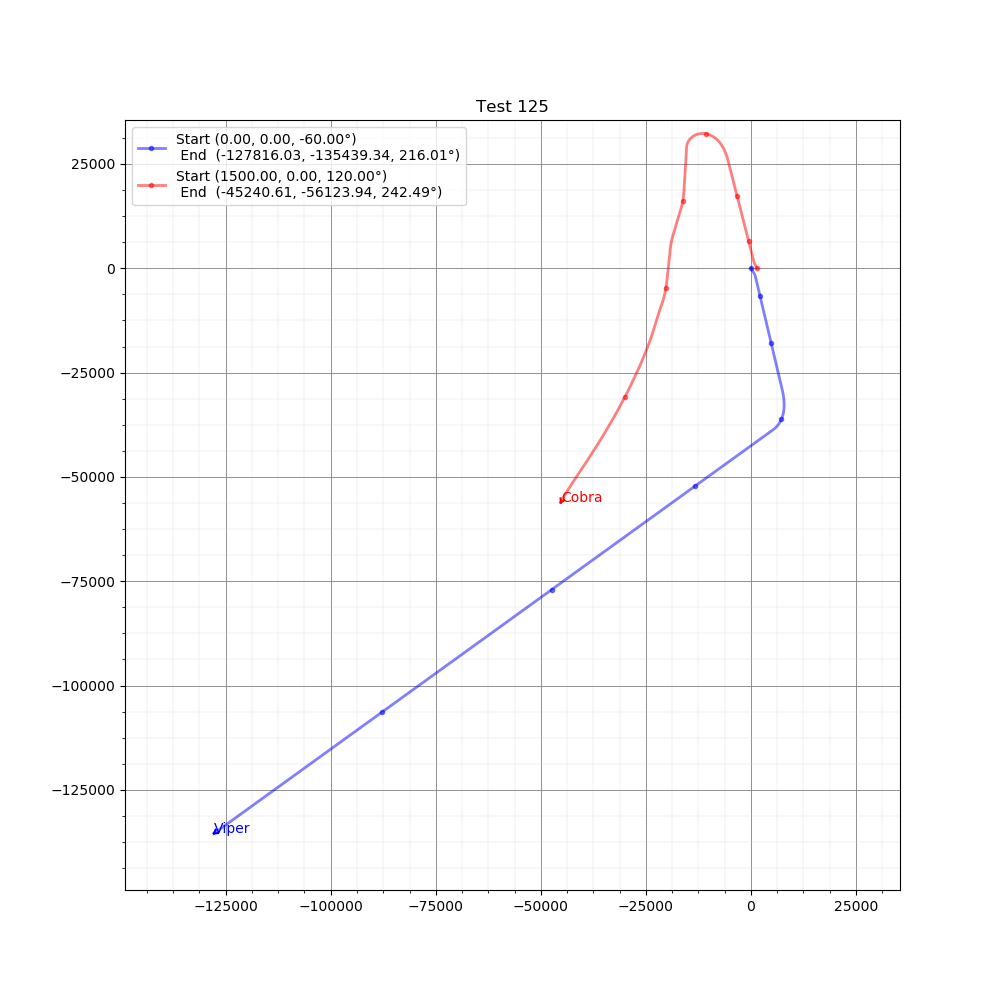 Test 125
Start (0.00, 0.00, -60.00°)
End  (-127816.03, -135439.34, 216.01°)
Start (1500.00, 0.00, 120.00°)
End  (-45240.61, -56123.94, 242.49°)
25000
0
−25000
−50000
−75000
−100000
−125000
Cobra
Viper
−125000 −100000 −75000 −50000 −25000 0 25000